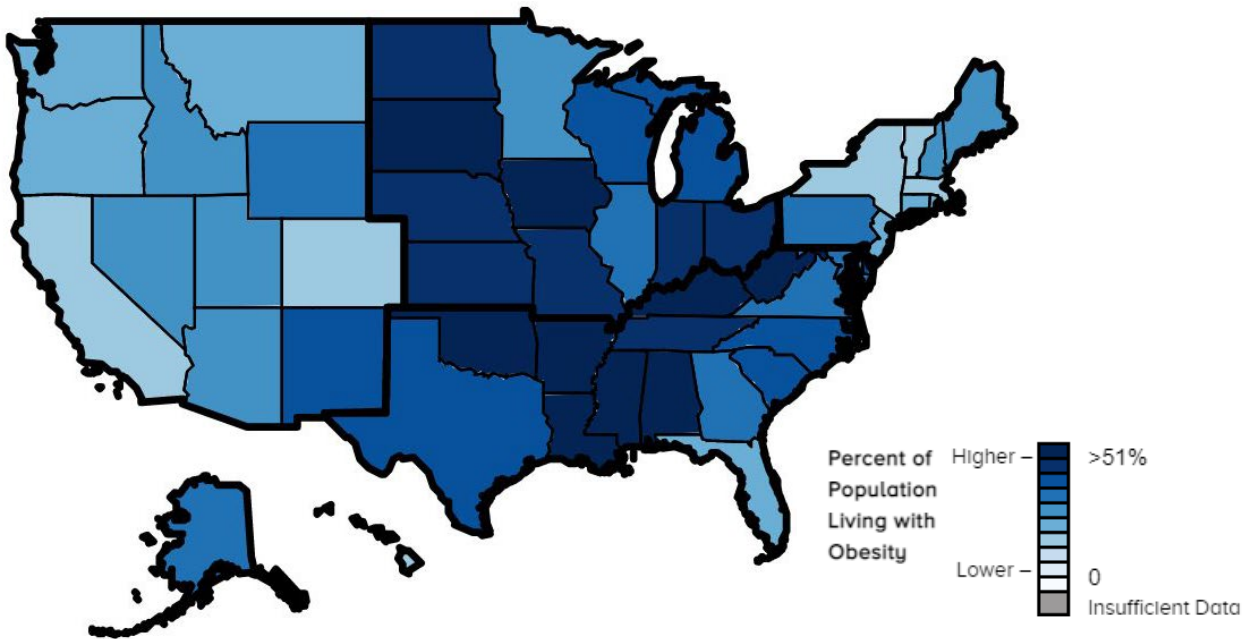 Percent of
Population
Living with
Obesity
Higher –
>51%
Lower –
0
Insufficient Data